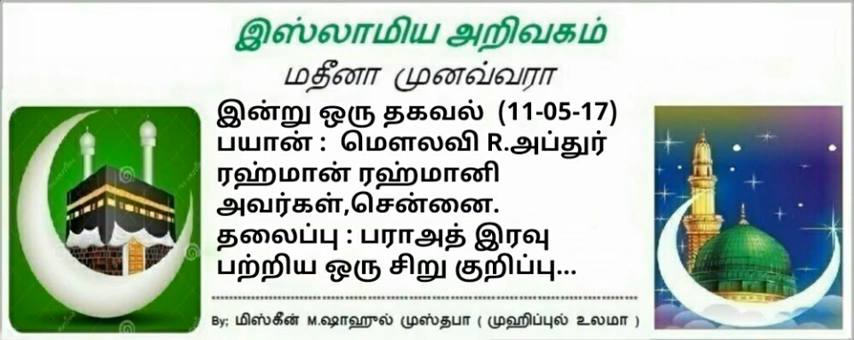 இஸ்லாமிய அறிவகம்
மதீனா முனவ்வரா
இன்று ஒரு தகவல் (11-05-17)
பயான் : மௌலவி R.அப்துர்
ரஹ்மான் ரஹ்மானி
அவர்கள்,சென்னை.
தலைப்பு : பராஅத் இரவு
பற்றிய ஒரு சிறு குறிப்பு...
By; மிஸ்கீன் M.ஷாஹுல் முஸ்தபா ( முஹிப்புல் உலமா )